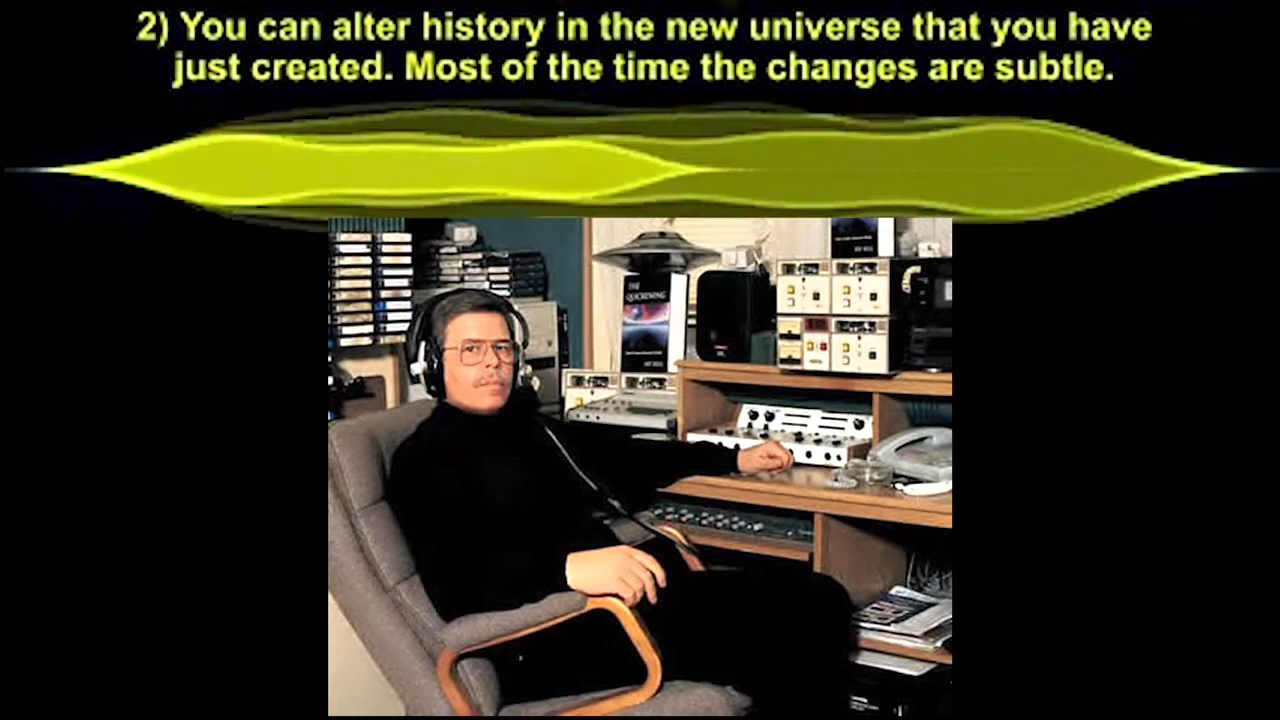 2) You can alter history in the new universe that you have
just created. Most of the time the changes are subtle.
THE
QUICKENING